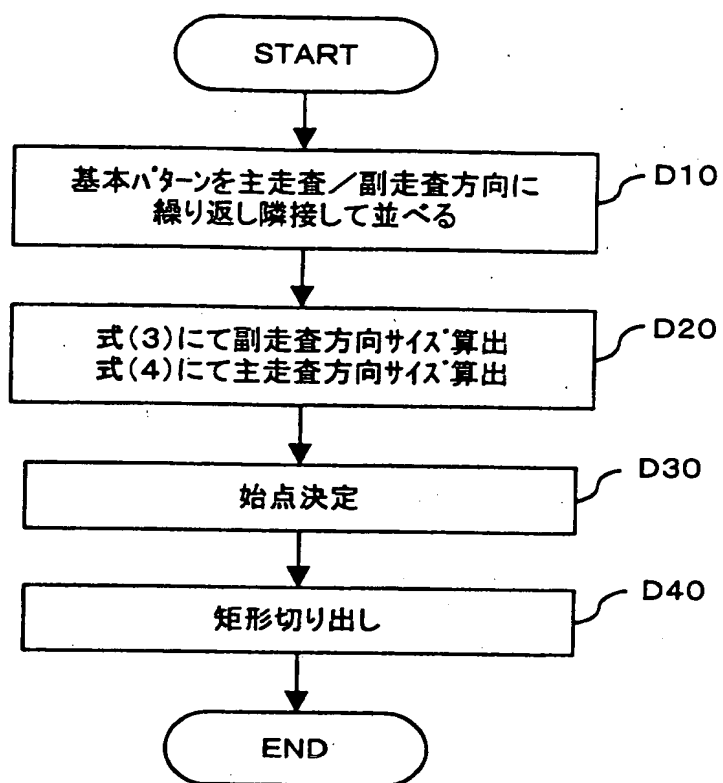 START
基本パターンを主走査／副走査方向に
繰り返し隣接して並べる
D10
式(3)にて副走査方向サイズ算出
式(4)にて主走査方向サイズ算出
D20
始点決定
D30
矩形切り出し
D40
END